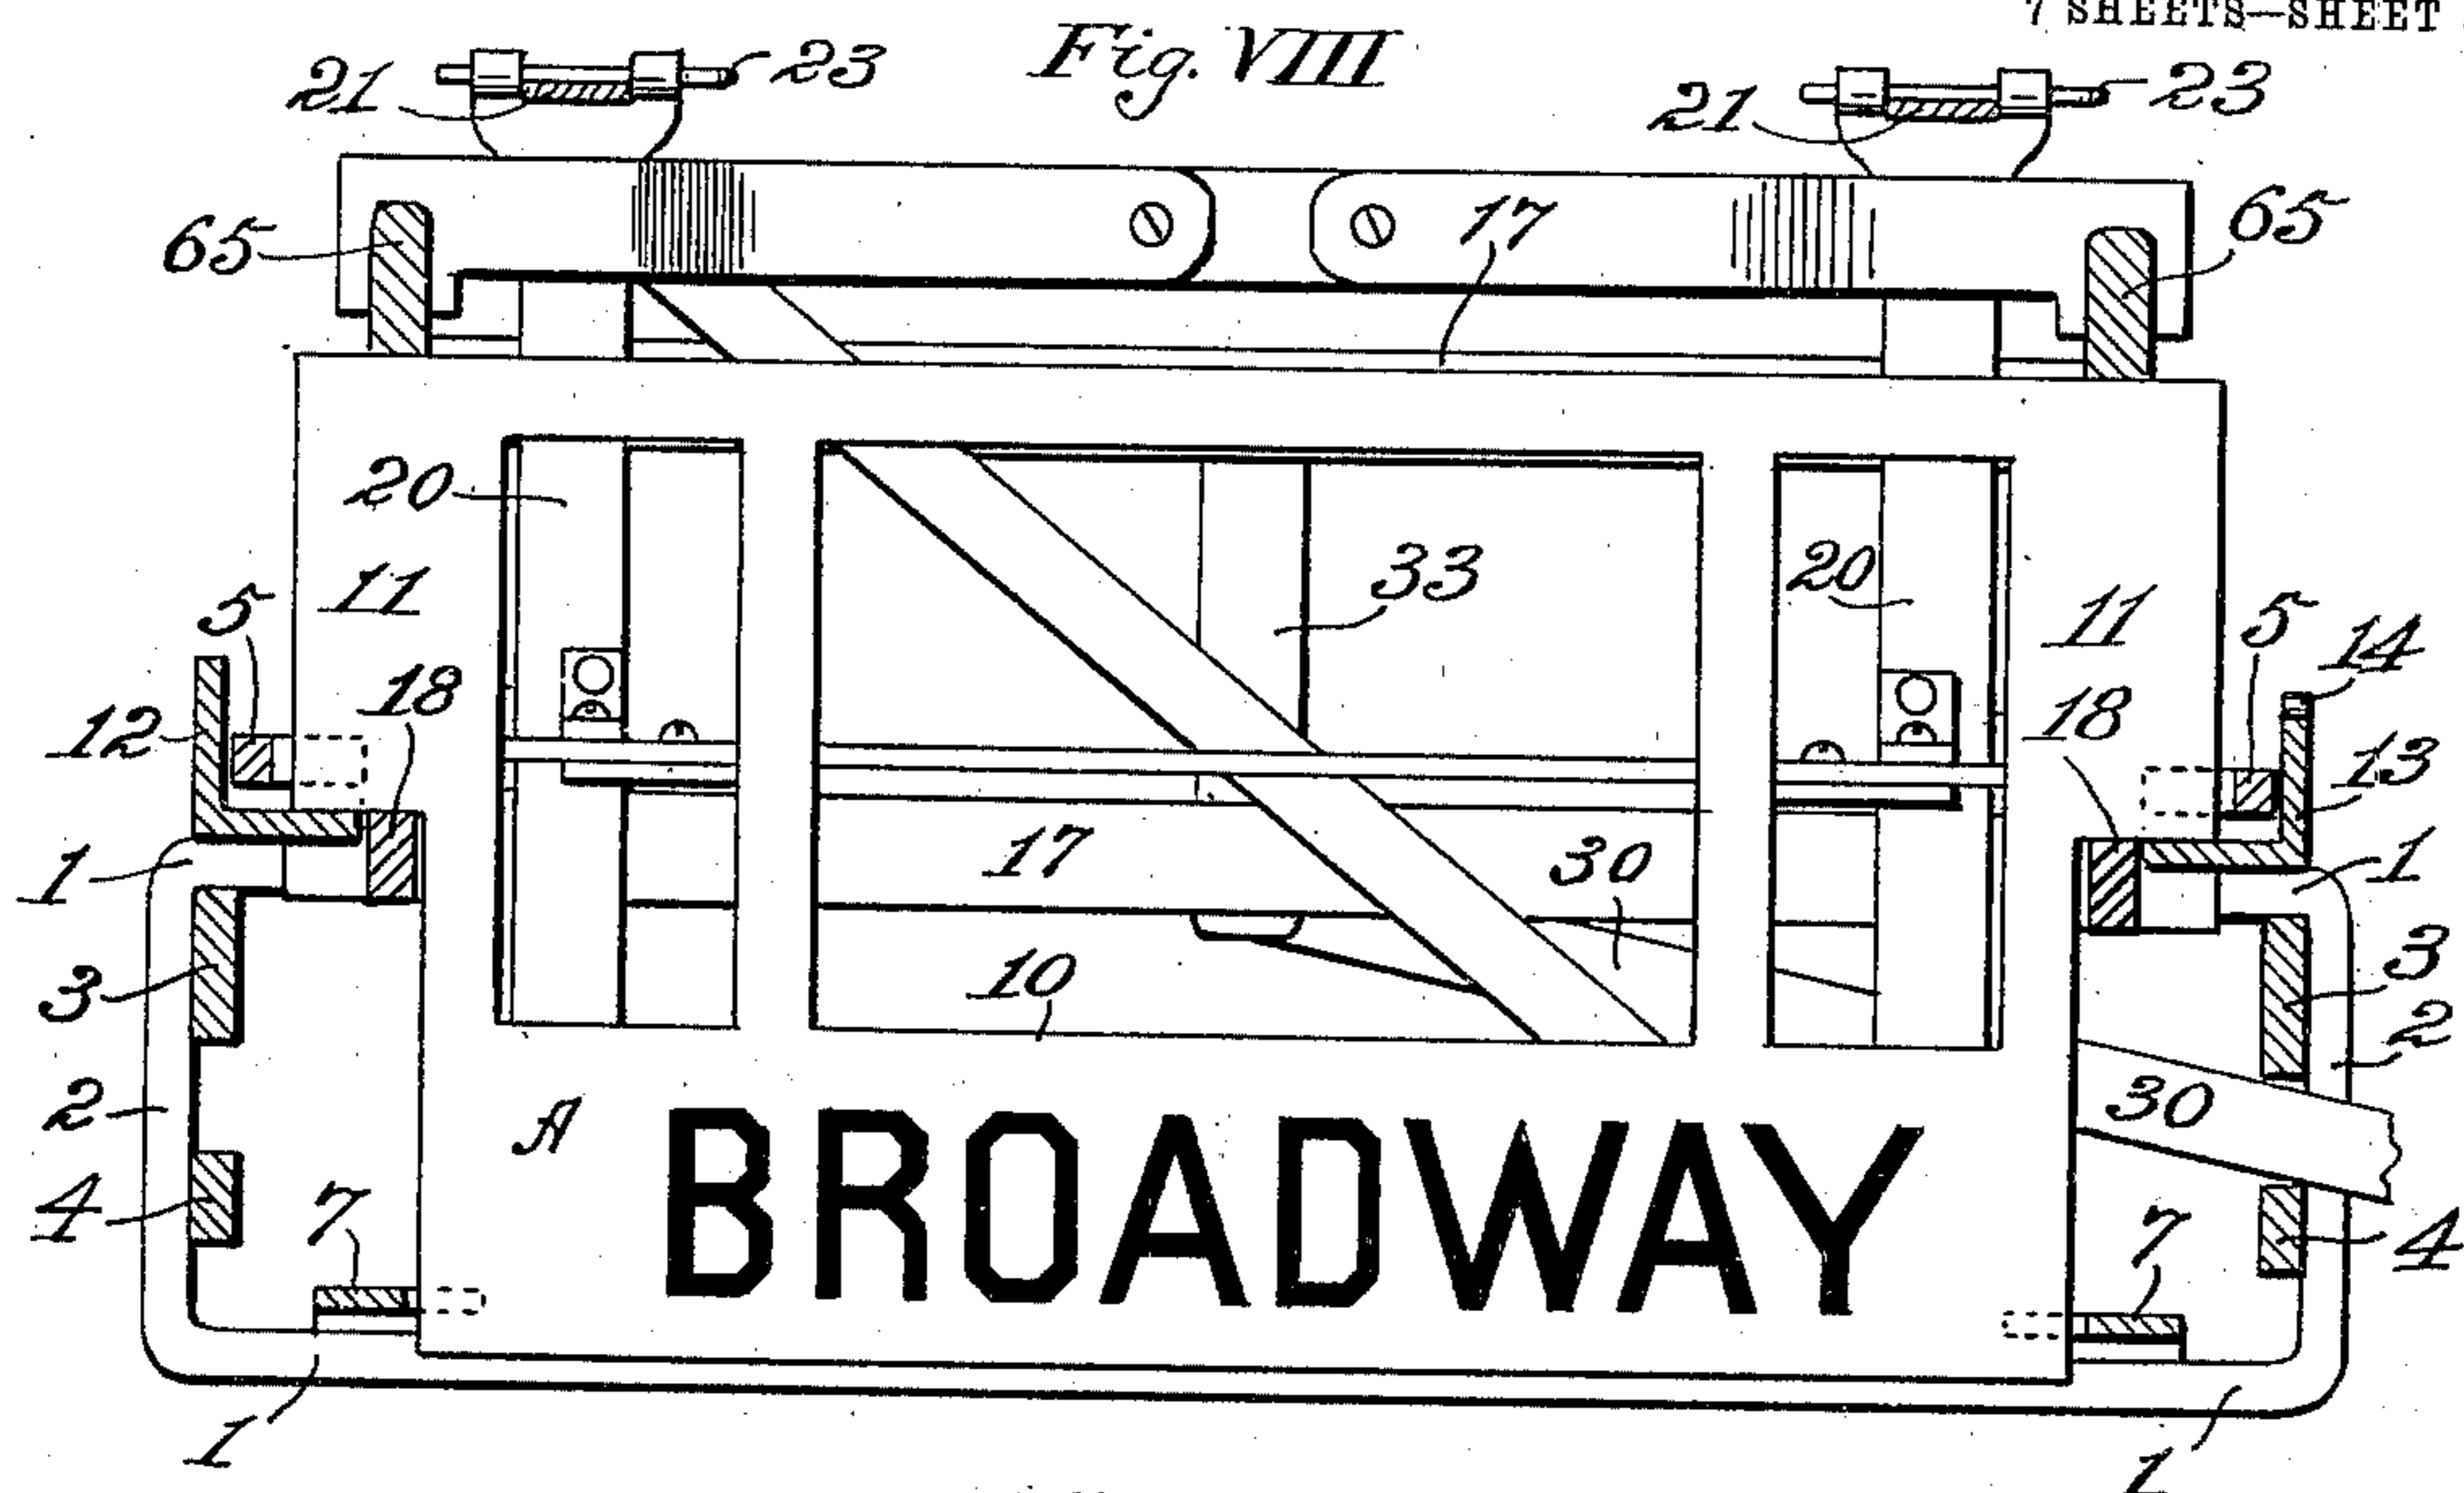 7 SHEETS—SHEET
Fig. VIII
21 23 21 23
65 17 65
20 33 20
11 11
5 5
14
18 18
12 13
1 17 30 1
3 10 3
2 2
A BROADWAY 30
4 7 7 4
1 1